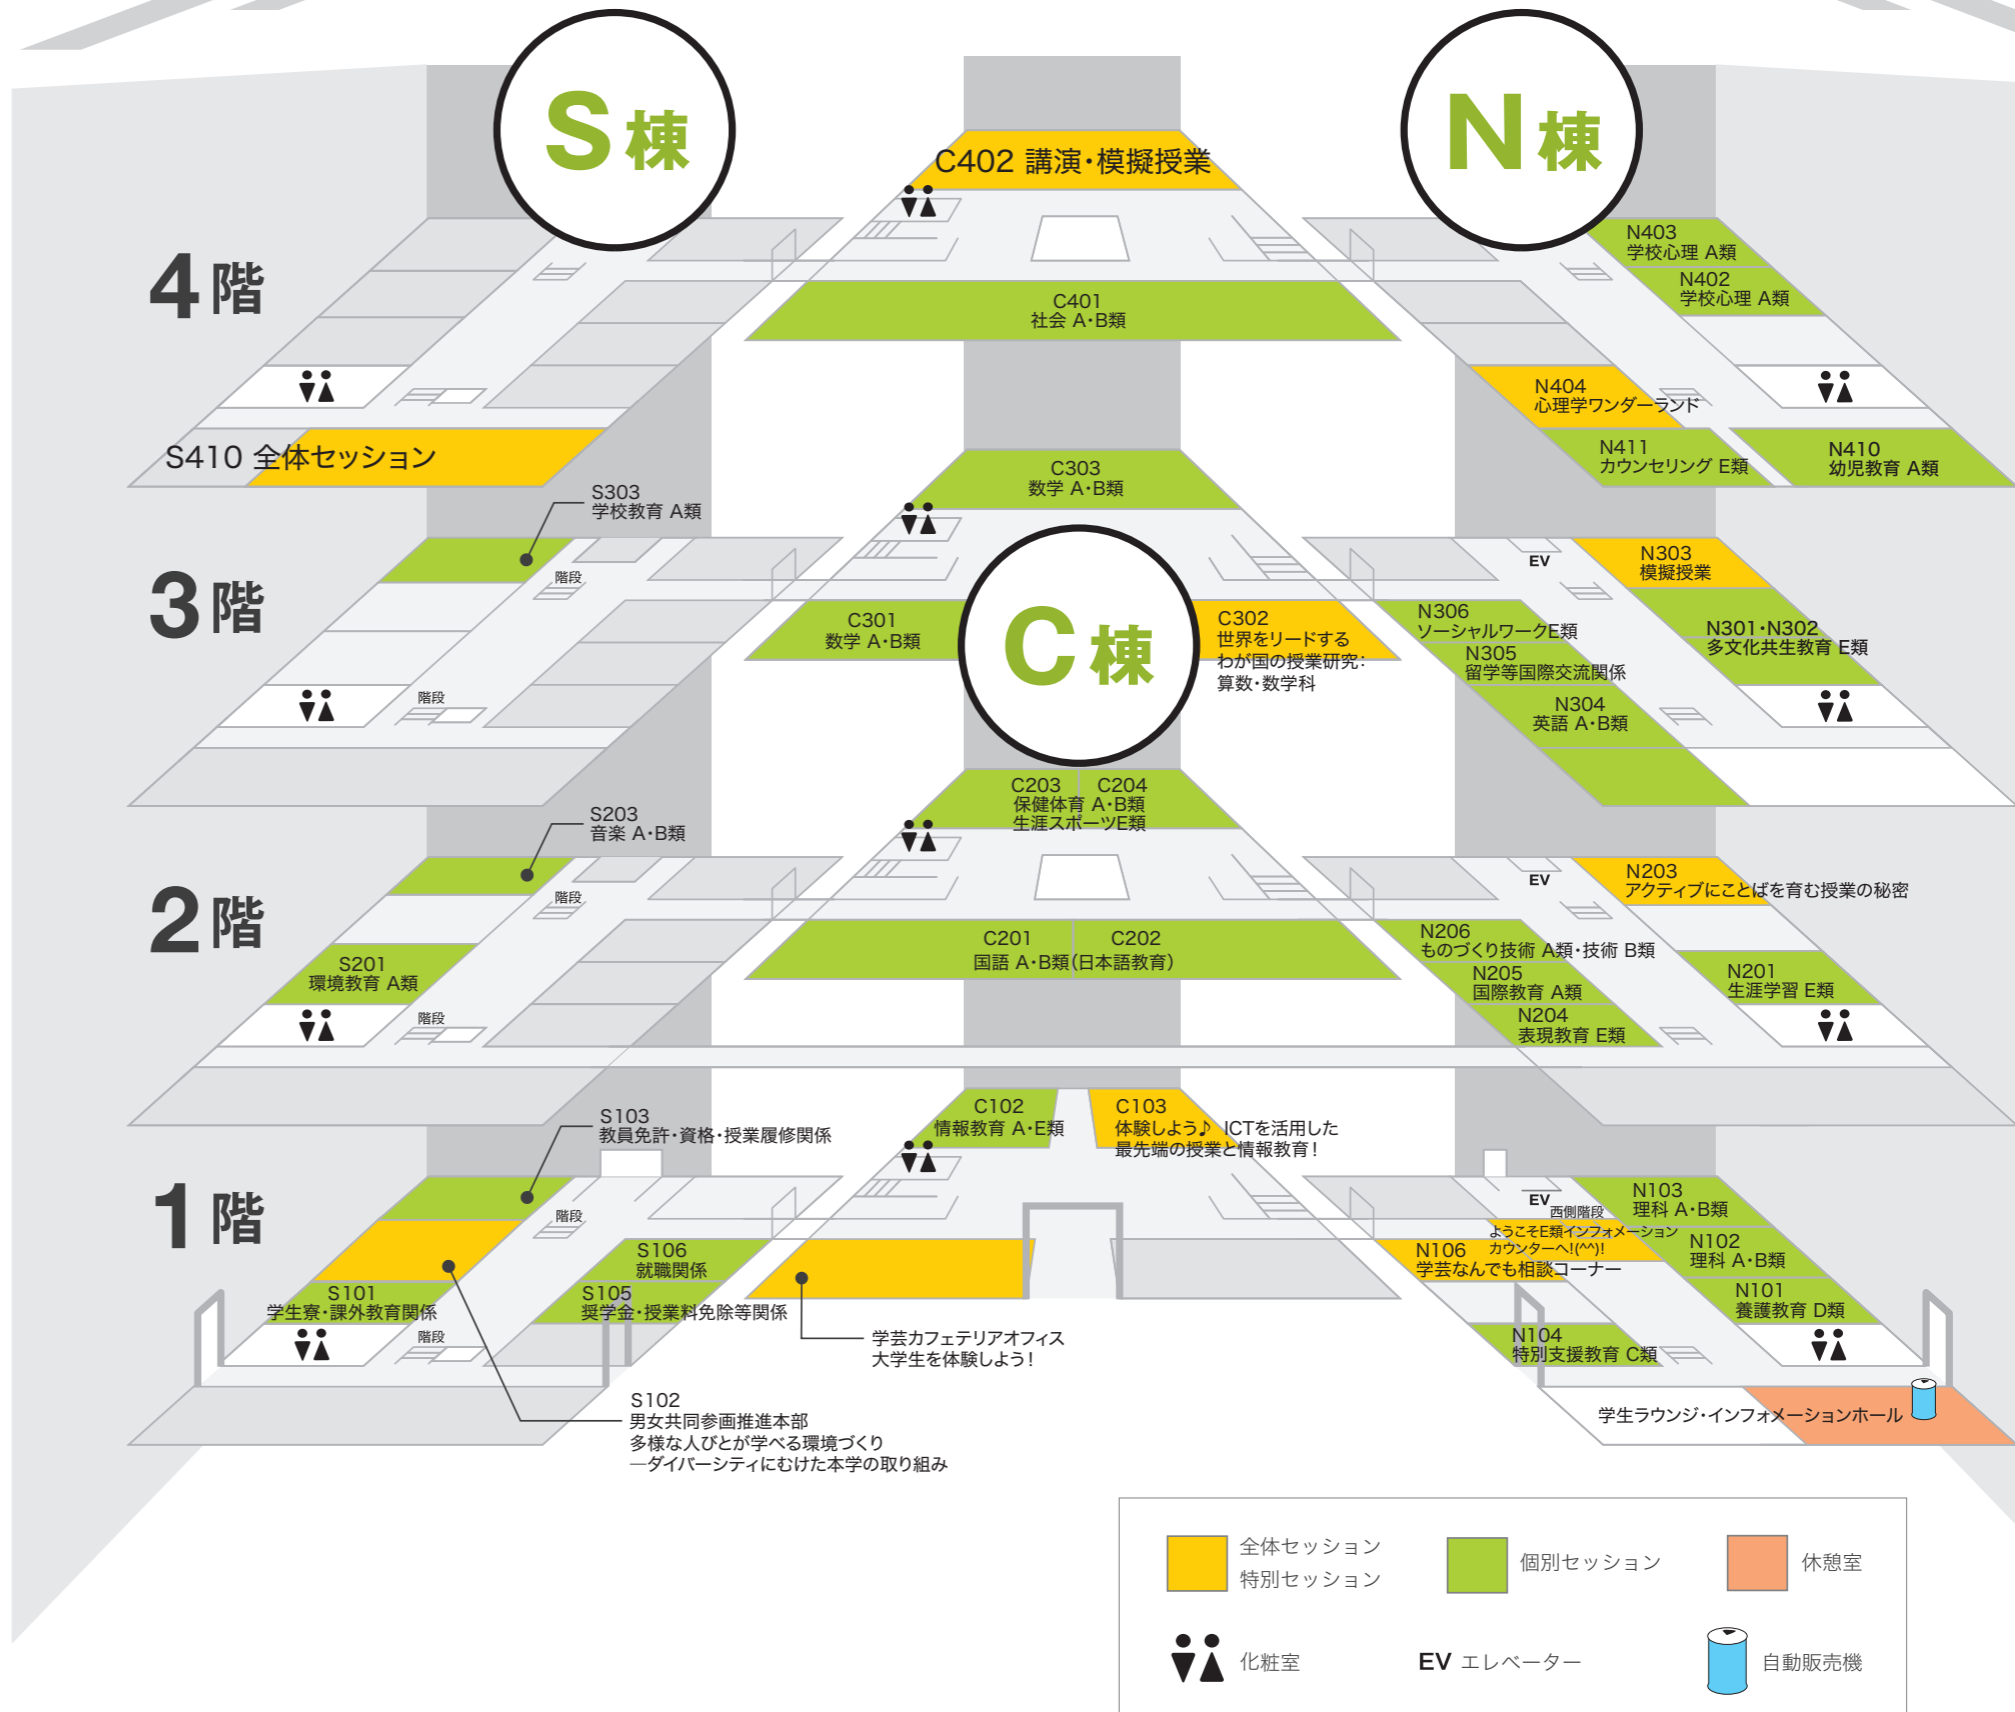 S棟
N棟
C棟
4階
C402 講演・模擬授業
C401
社会 A・B類
N403
学校心理 A類
N402
学校心理 A類
N404
心理学ワンダーランド
N411
カウンセリング E類
N410
幼児教育 A類
S410 全体セッション
3階
S303
学校教育 A類
階段
階段
C303
数学 A・B類
C301
数学 A・B類
C302
世界をリードする
わが国の授業研究:
算数・数学科
EV
N303
模擬授業
N306
ソーシャルワークE類
N305
留学等国際交流関係
N304
英語 A・B類
N301・N302
多文化共生教育 E類
2階
S203
音楽 A・B類
階段
S201
環境教育 A類
階段
C203 C204
保健体育 A・B類
生涯スポーツE類
C201 C202
国語 A・B類(日本語教育)
EV
N203
アクティブにことばを育む授業の秘密
N206
ものづくり技術 A類・技術 B類
N205
国際教育 A類
N204
表現教育 E類
N201
生涯学習 E類
1階
S103
教員免許・資格・授業履修関係
階段
S106
就職関係
S105
奨学金・授業料免除等関係
S101
学生寮・課外教育関係
階段
S102
男女共同参画推進本部
多様な人びとが学べる環境づくり
―ダイバーシティにむけた本学の取り組み
C102
情報教育 A・E類
C103
体験しよう♪ ICTを活用した
最先端の授業と情報教育!
学芸カフェテリアオフィス
大学生を体験しよう!
EV
西側階段
ようこそE類インフォメーション
カウンターへ!(^^)!
N106
学芸なんでも相談コーナー
N103
理科 A・B類
N102
理科 A・B類
N101
養護教育 D類
N104
特別支援教育 C類
学生ラウンジ・インフォメーションホール
全体セッション
特別セッション
個別セッション
休憩室
化粧室
EV エレベーター
自動販売機